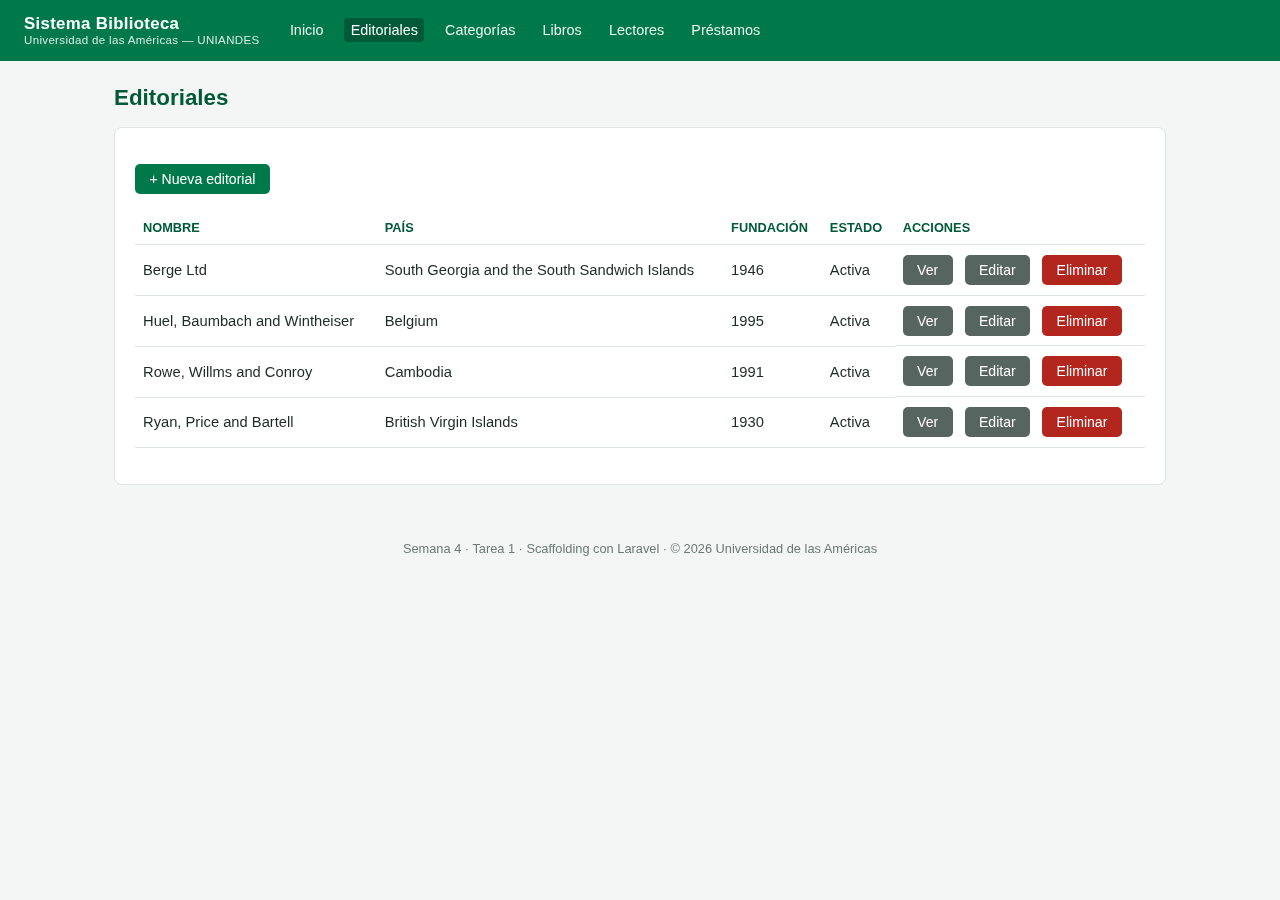 Sistema Biblioteca
Universidad de las Américas — UNIANDES
Inicio Editoriales Categorías Libros Lectores Préstamos
Editoriales
+ Nueva editorial
NOMBRE PAÍS FUNDACIÓN ESTADO ACCIONES
Berge Ltd South Georgia and the South Sandwich Islands 1946 Activa Ver Editar Eliminar
Huel, Baumbach and Wintheiser Belgium 1995 Activa Ver Editar Eliminar
Rowe, Willms and Conroy Cambodia 1991 Activa Ver Editar Eliminar
Ryan, Price and Bartell British Virgin Islands 1930 Activa Ver Editar Eliminar
Semana 4 · Tarea 1 · Scaffolding con Laravel · © 2026 Universidad de las Américas